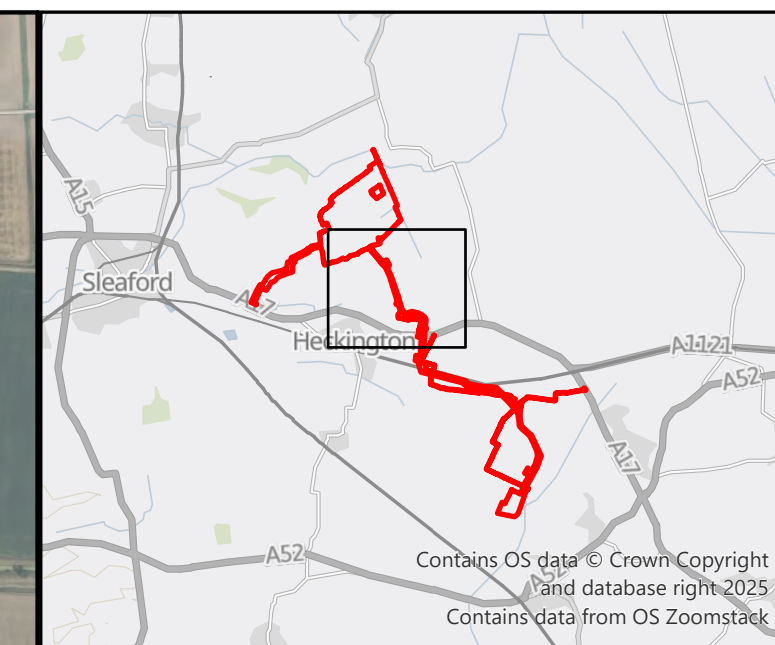 A15
Sleaford
A17
Heckington
A1121
A52
A17
A52
A52
Contains OS data © Crown Copyright
and database right 2025
Contains data from OS Zoomstack